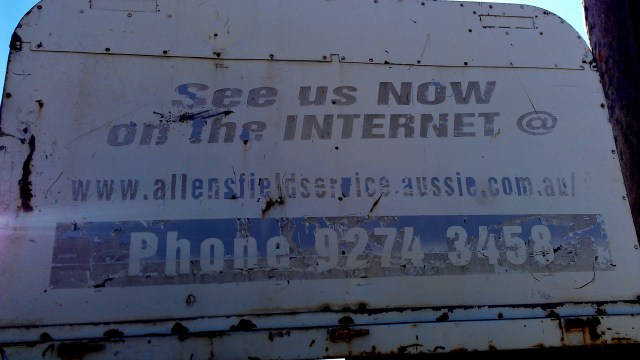 See us NOW
on the INTERNET @
www.allensfieldservice.aussie.com.au/
Phone 9274 3458